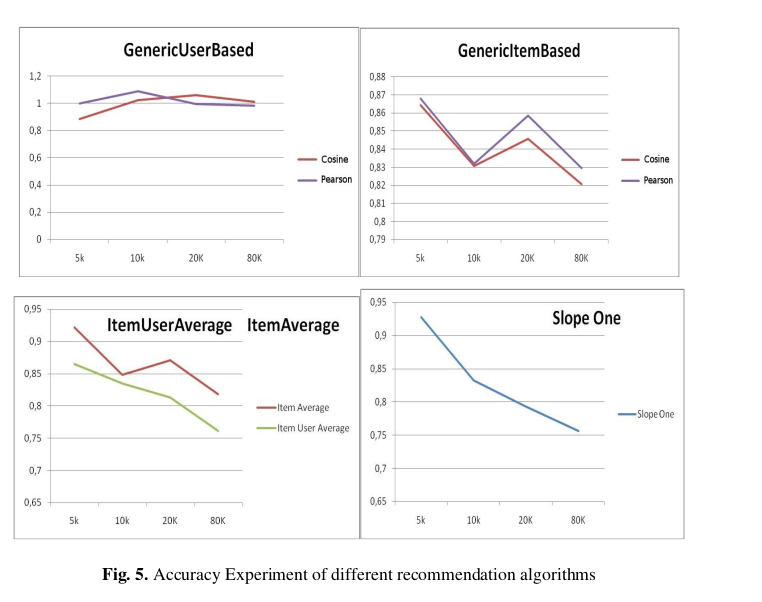 GenericUserBased
1,2
1
0,8
0,6
0,4
0,2
0
5k 10k 20K 80K
Cosine
Pearson
GenericItemBased
0,88
0,87
0,86
0,85
0,84
0,83
0,82
0,81
0,8
0,79
5k 10k 20K 80K
Cosine
Pearson
ItemUserAverage ItemAverage
0,95
0,9
0,85
0,8
0,75
0,7
0,65
5k 10k 20K 80K
Item Average
Item User Average
Slope One
0,95
0,9
0,85
0,8
0,75
0,7
0,65
5k 10k 20K 80K
Slope One
Fig. 5. Accuracy Experiment of different recommendation algorithms